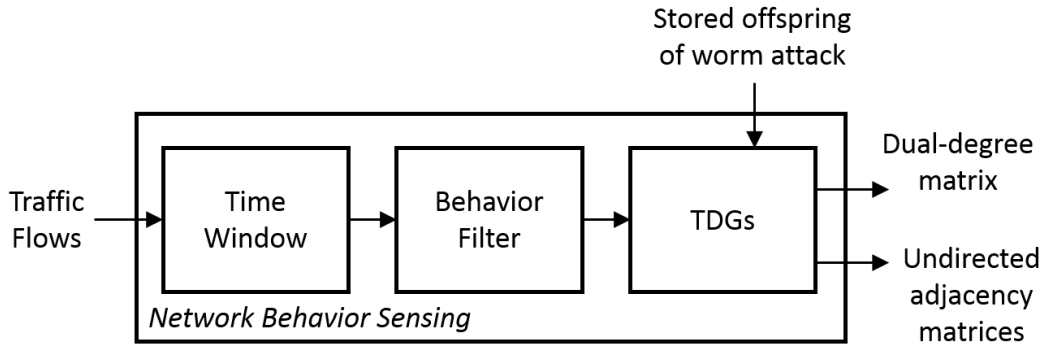 Stored offspring
of worm attack
Traffic
Flows
Time
Window
Behavior
Filter
TDGs
Dual-degree
matrix
Undirected
adjacency
matrices
Network Behavior Sensing